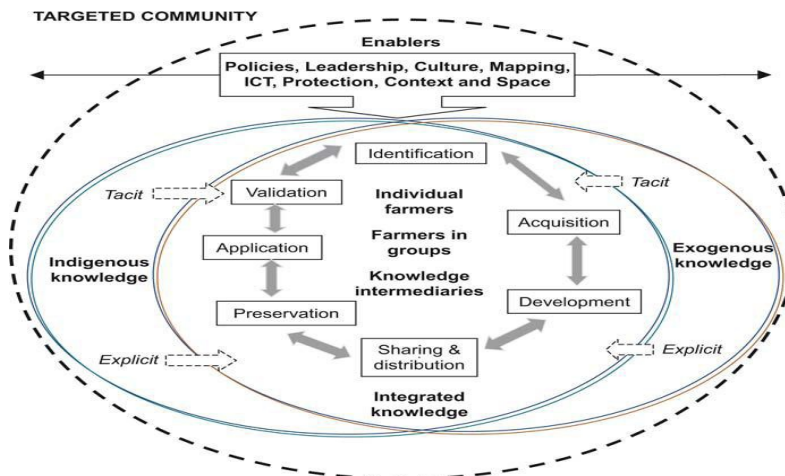 TARGETED COMMUNITY
Enablers
Policies, Leadership, Culture, Mapping,
ICT, Protection, Context and Space
Identification
Tacit
Validation
Tacit
Individual
farmers
Acquisition
Application
Farmers in
groups
Indigenous
knowledge
Exogenous
knowledge
Knowledge
intermediaries
Preservation
Development
Explicit
Sharing &
distribution
Explicit
Integrated
knowledge